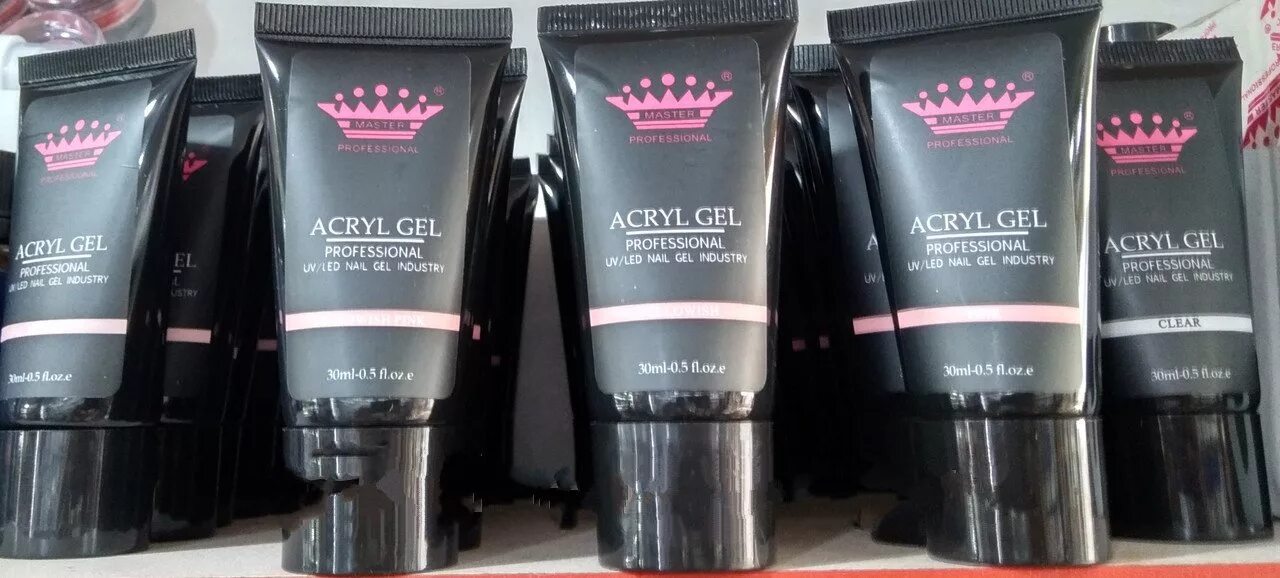 MASTER
PROFESSIONAL
ACRYL GEL
PROFESSIONAL
UV/LED NAIL GEL INDUSTRY
30ml-0.5 fl.oz.e
EL
INDUSTRY
®
MASTER
PROFESSIONAL
ACRYL GEL
PROFESSIONAL
UV/LED NAIL GEL INDUSTRY
PINK
30ml-0.5 fl.oz.e
®
MASTER
PROFESSIONAL
ACRYL GEL
PROFESSIONAL
UV/LED NAIL GEL INDUSTRY
30ml-0.5 fl.oz.e
®
MASTER
PROFESSIONAL
ACRYL GEL
PROFESSIONAL
UV/LED NAIL GEL INDUSTRY
30ml-0.5 fl.oz.e
®
MASTER
PROFESSIONAL
ACRYL GEL
PROFESSIONAL
UV/LED NAIL GEL INDUSTRY
CLEAR
30ml-0.5 fl.oz.e